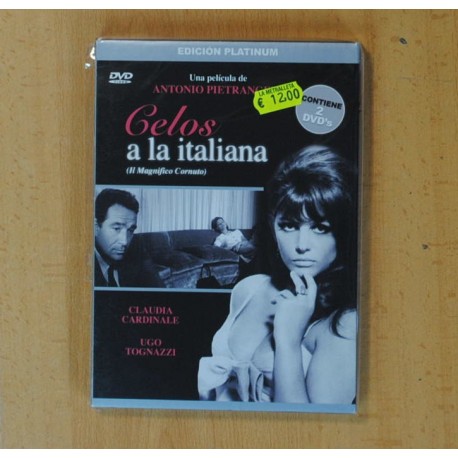 EDICIÓN PLATINUM
DVD
Una película de
ANTONIO PIETRAN
LA METRALLETA
€ 12,00
CONTIENE
2
DVD's
Celos
a la italiana
(Il Magnifico Cornuto)
CLAUDIA
CARDINALE
UGO
TOGNAZZI